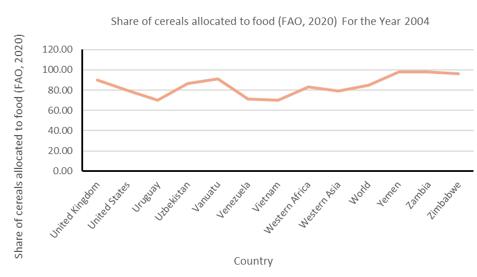 Share of cereals allocated to food (FAO, 2020) For the Year 2004
Share of cereals allocated to food (FAO, 2020)
120.00
100.00
80.00
60.00
40.00
20.00
0.00
United Kingdom
United States
Uruguay
Uzbekistan
Vanuatu
Venezuela
Vietnam
Western Africa
Western Asia
World
Yemen
Zambia
Zimbabwe
Country